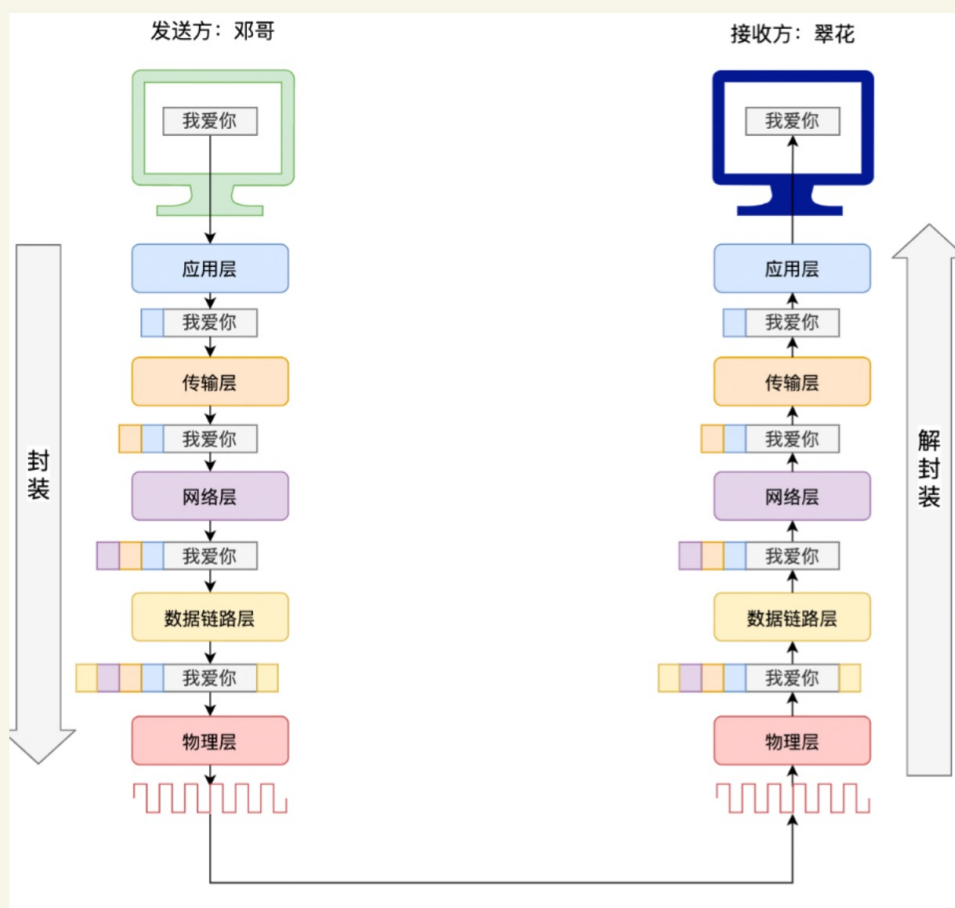 发送方：邓哥
接收方：翠花
我爱你
我爱你
应用层
应用层
我爱你
我爱你
传输层
传输层
我爱你
我爱你
封装
解封装
网络层
网络层
我爱你
我爱你
数据链路层
数据链路层
我爱你
我爱你
物理层
物理层